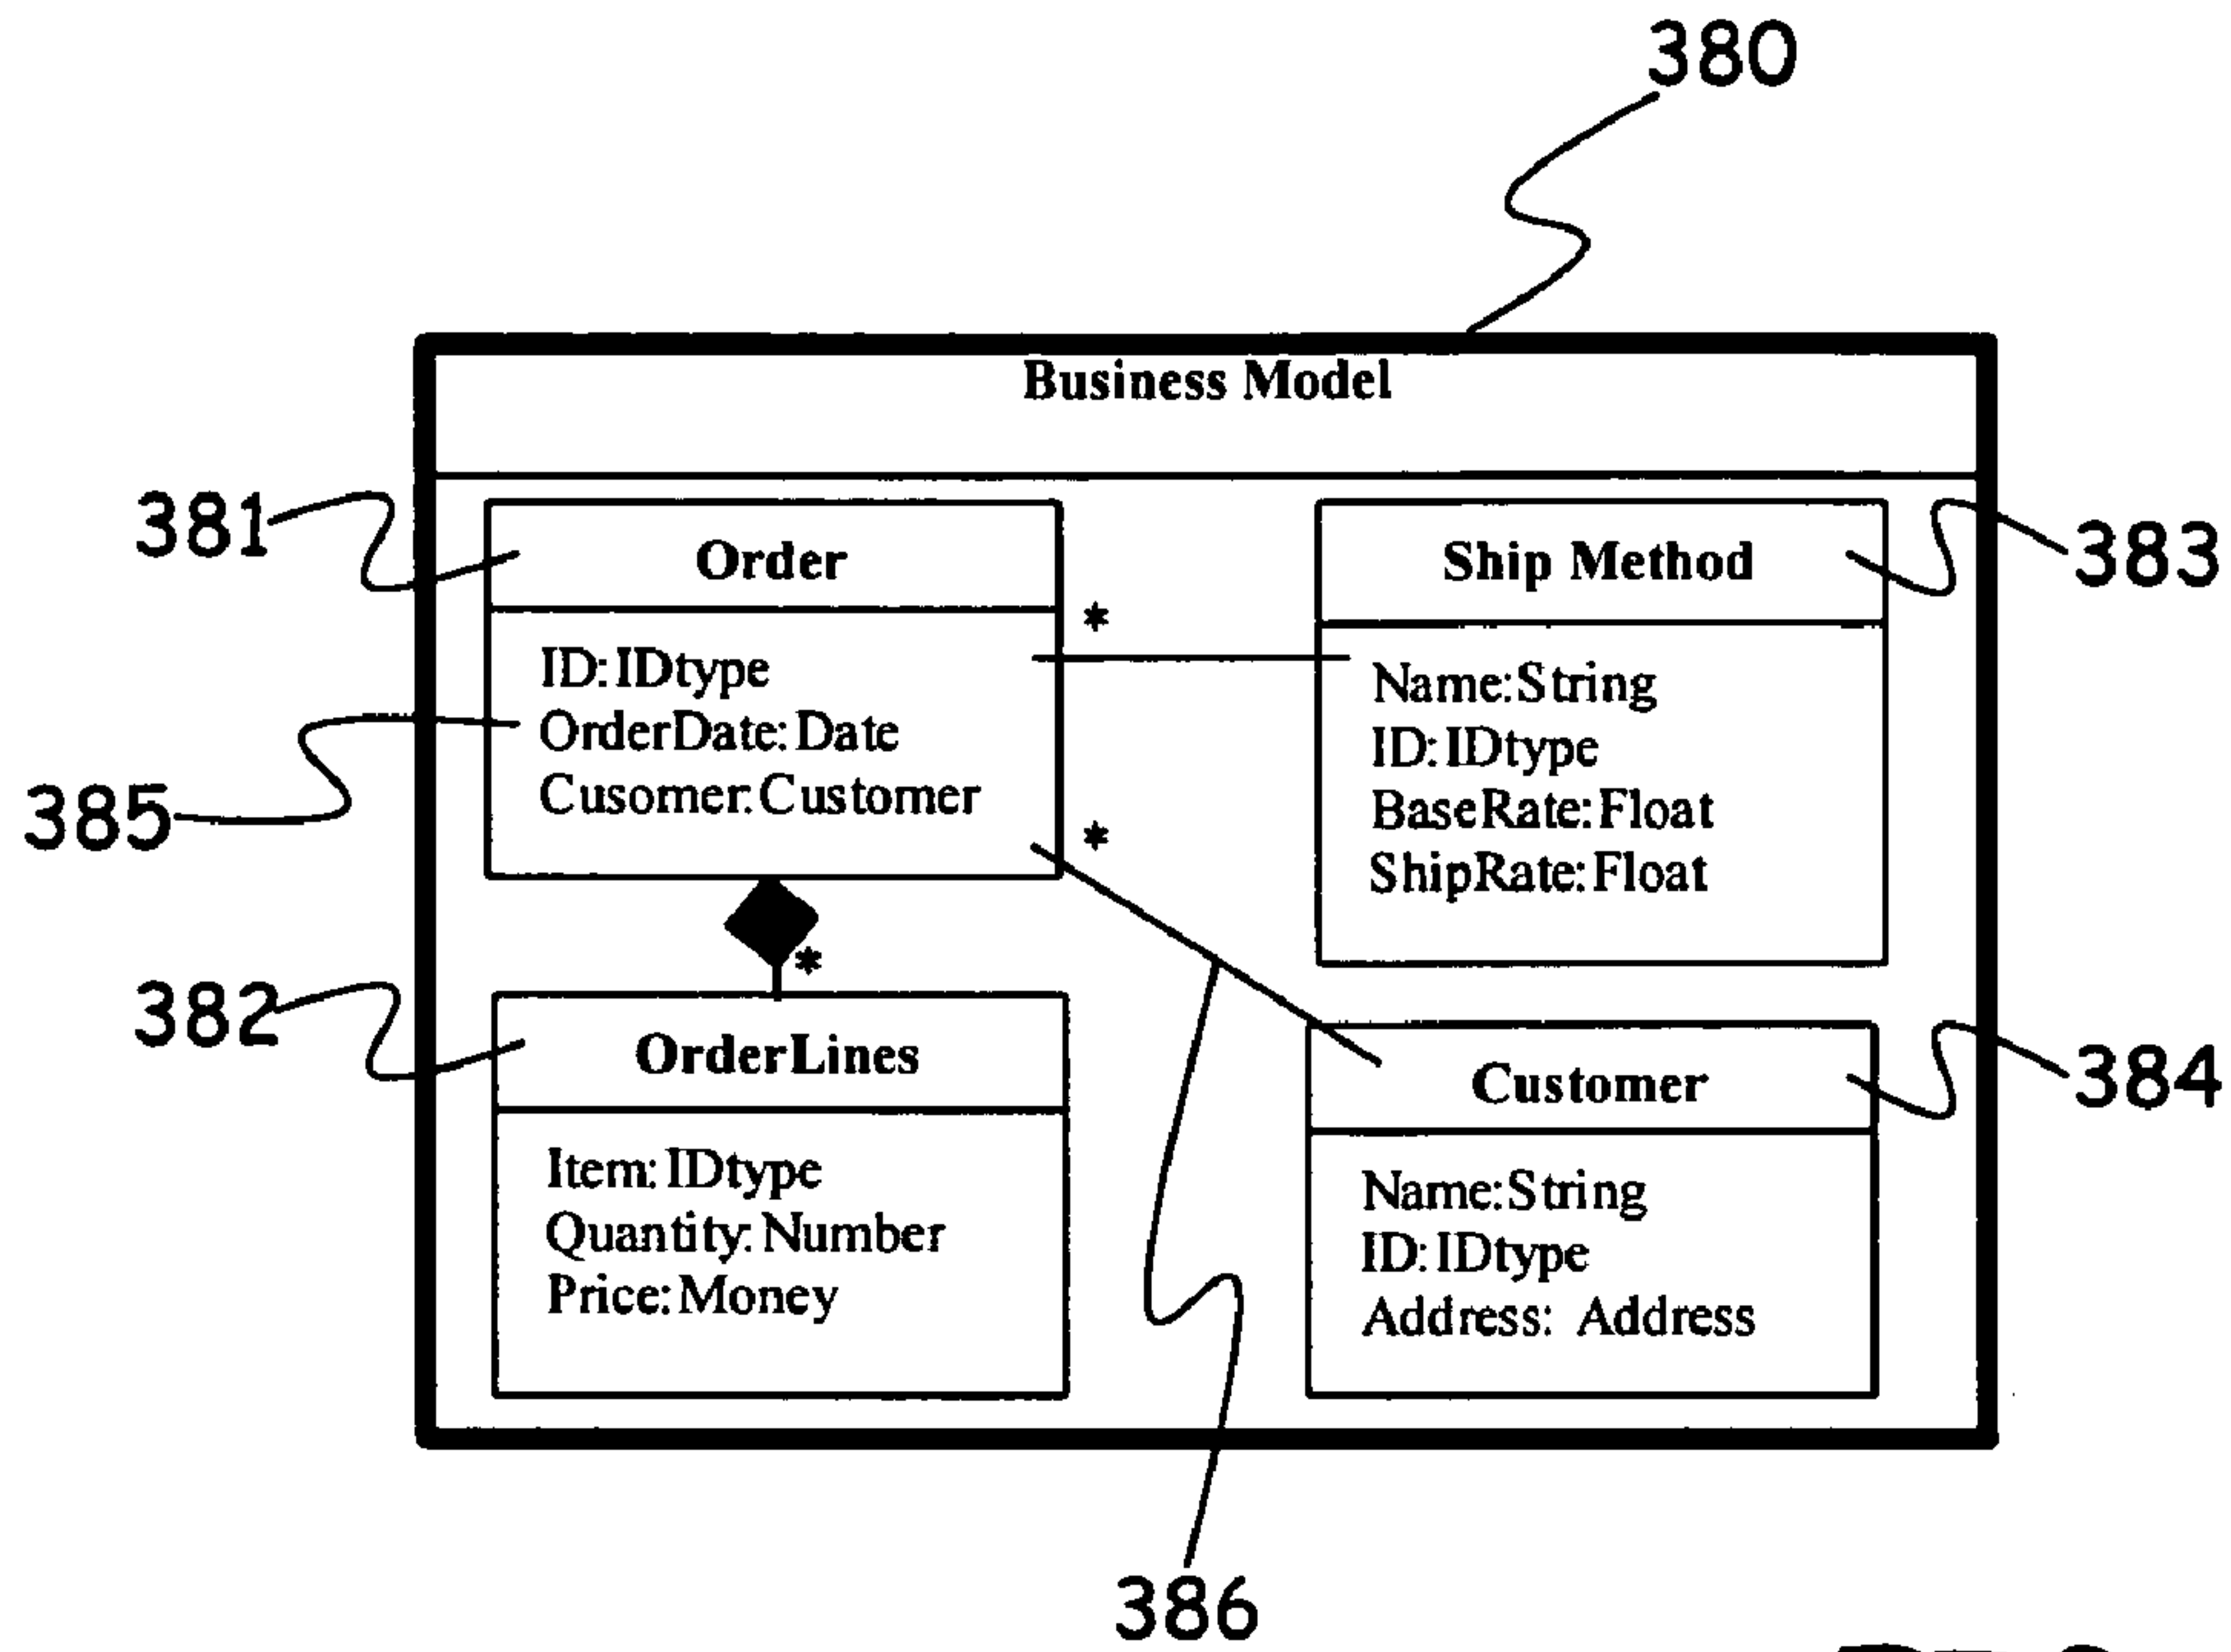 380
Business Model
381
Order
ID:IDtype
OrderDate:Date
Cusomer:Customer
*
*
385
Ship Method
383
Name:String
ID:IDtype
BaseRate:Float
ShipRate:Float
*
382
OrderLines
Item:IDtype
Quantity:Number
Price:Money
Customer
384
Name:String
ID:IDtype
Address: Address
386